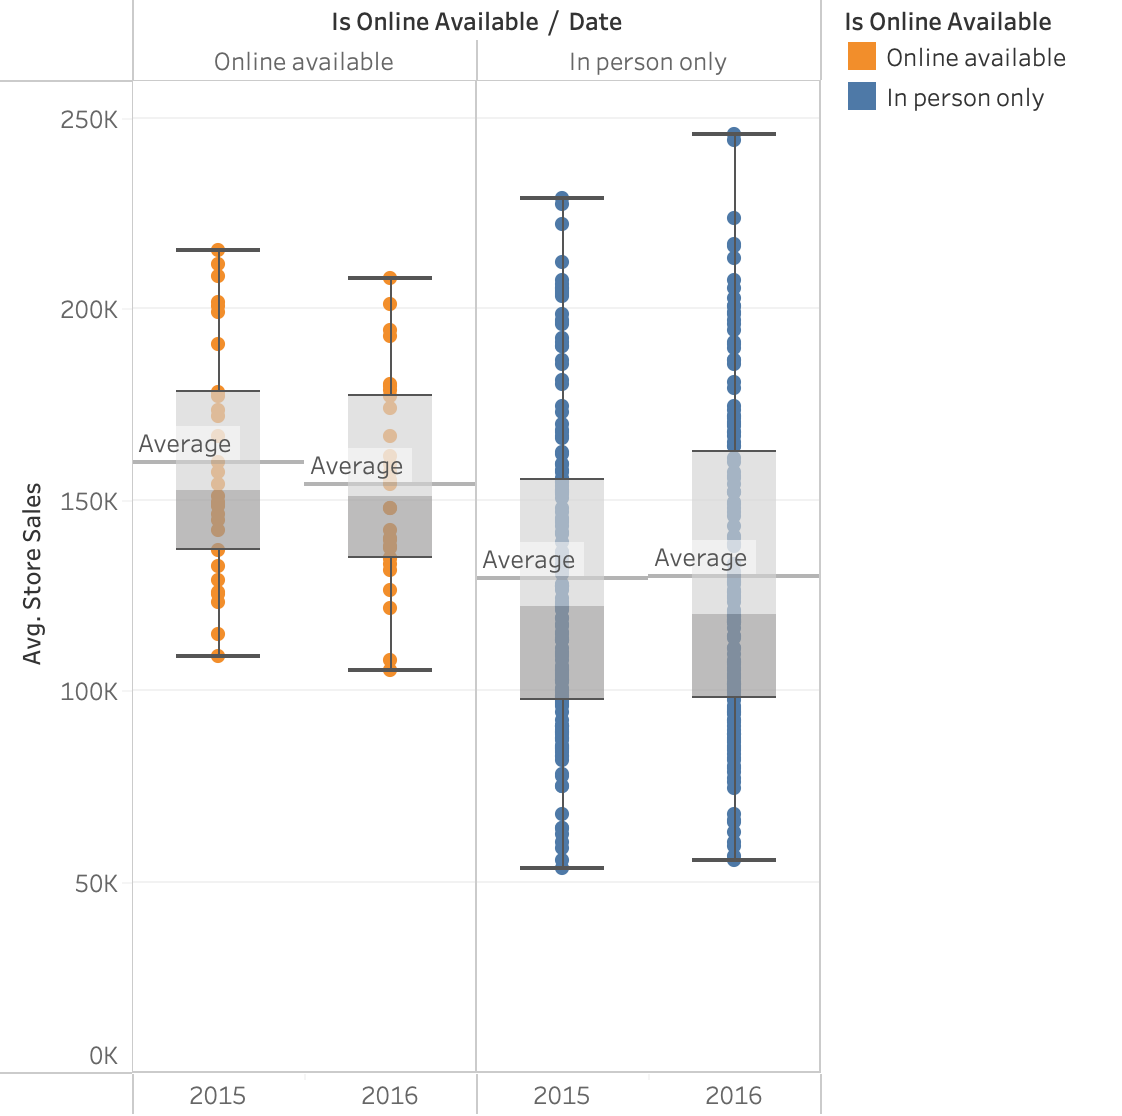 Is Online Available / Date
Online available
In person only
Is Online Available
Online available
In person only
Avg. Store Sales
250K
200K
150K
100K
50K
0K
Average
Average
Average
Average
2015
2016
2015
2016